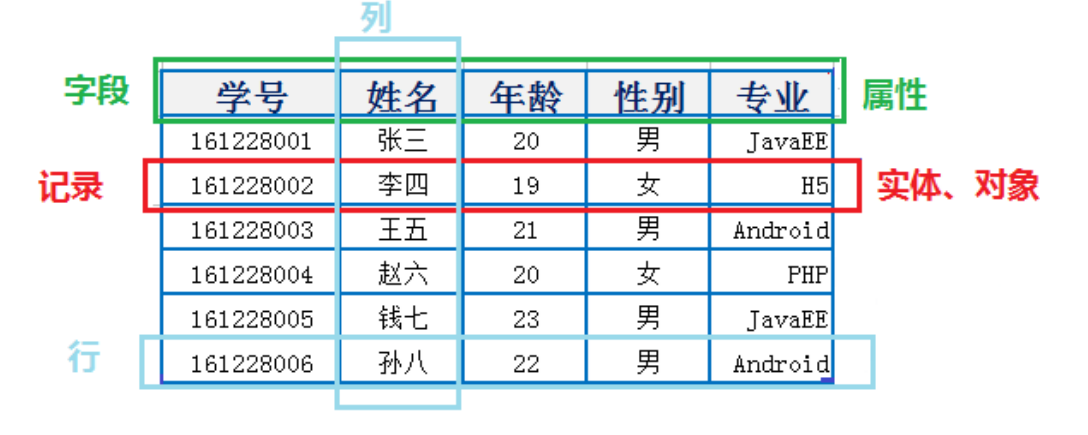 列
字段 学号 姓名 年龄 性别 专业 属性
161228001 张三 20 男 JavaEE
记录 161228002 李四 19 女 H5 实体、对象
161228003 王五 21 男 Android
161228004 赵六 20 女 PHP
161228005 钱七 23 男 JavaEE
行 161228006 孙八 22 男 Android